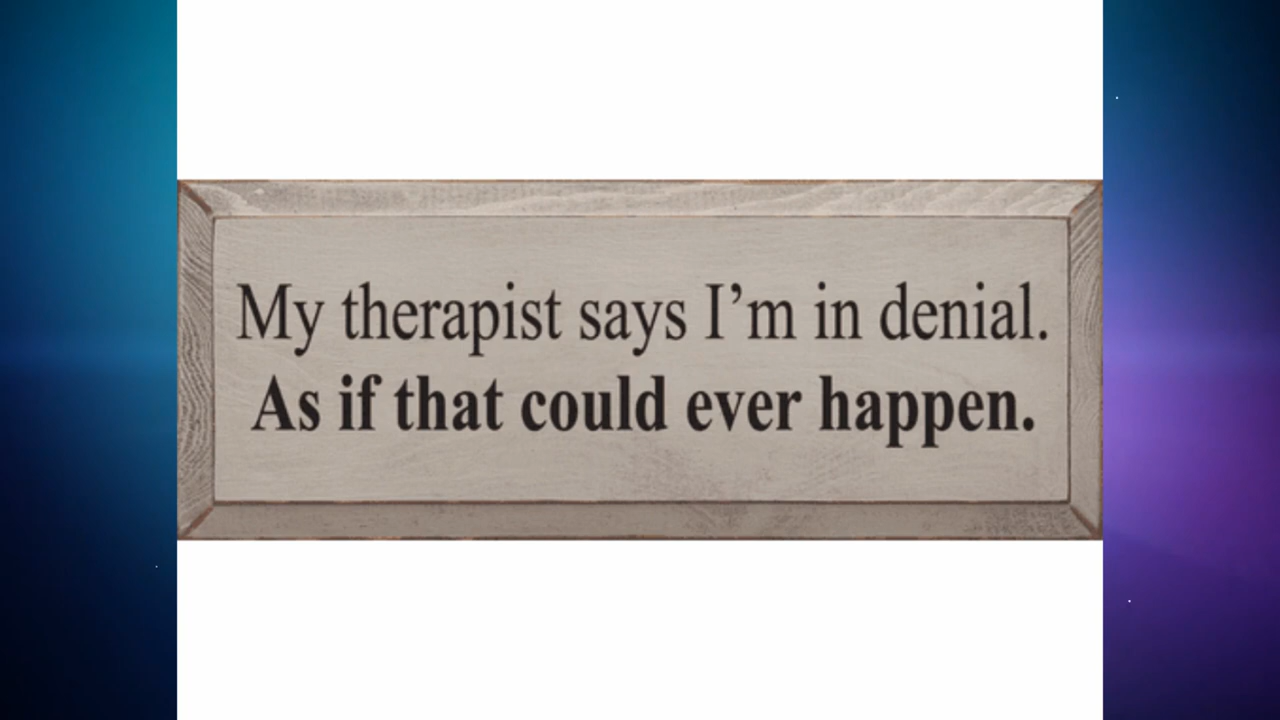 My therapist says I’m in denial.
As if that could ever happen.